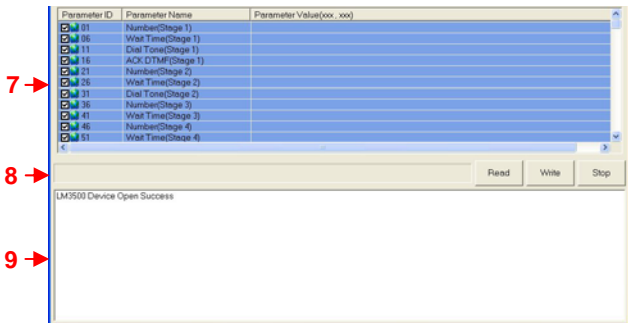 Parameter ID Parameter Name Parameter Value(xxx . xxx)
01 Number(Stage 1)
06 Wait Time(Stage 1)
11 Dial Tone(Stage 1)
16 ACK DTMF(Stage 1)
21 Number(Stage 2)
26 Wait Time(Stage 2)
31 Dial Tone(Stage 2)
36 Number(Stage 3)
41 Wait Time(Stage 3)
46 Number(Stage 4)
51 Wait Time(Stage 4)
7
8
Read Write Stop
LM3500 Device Open Success
9